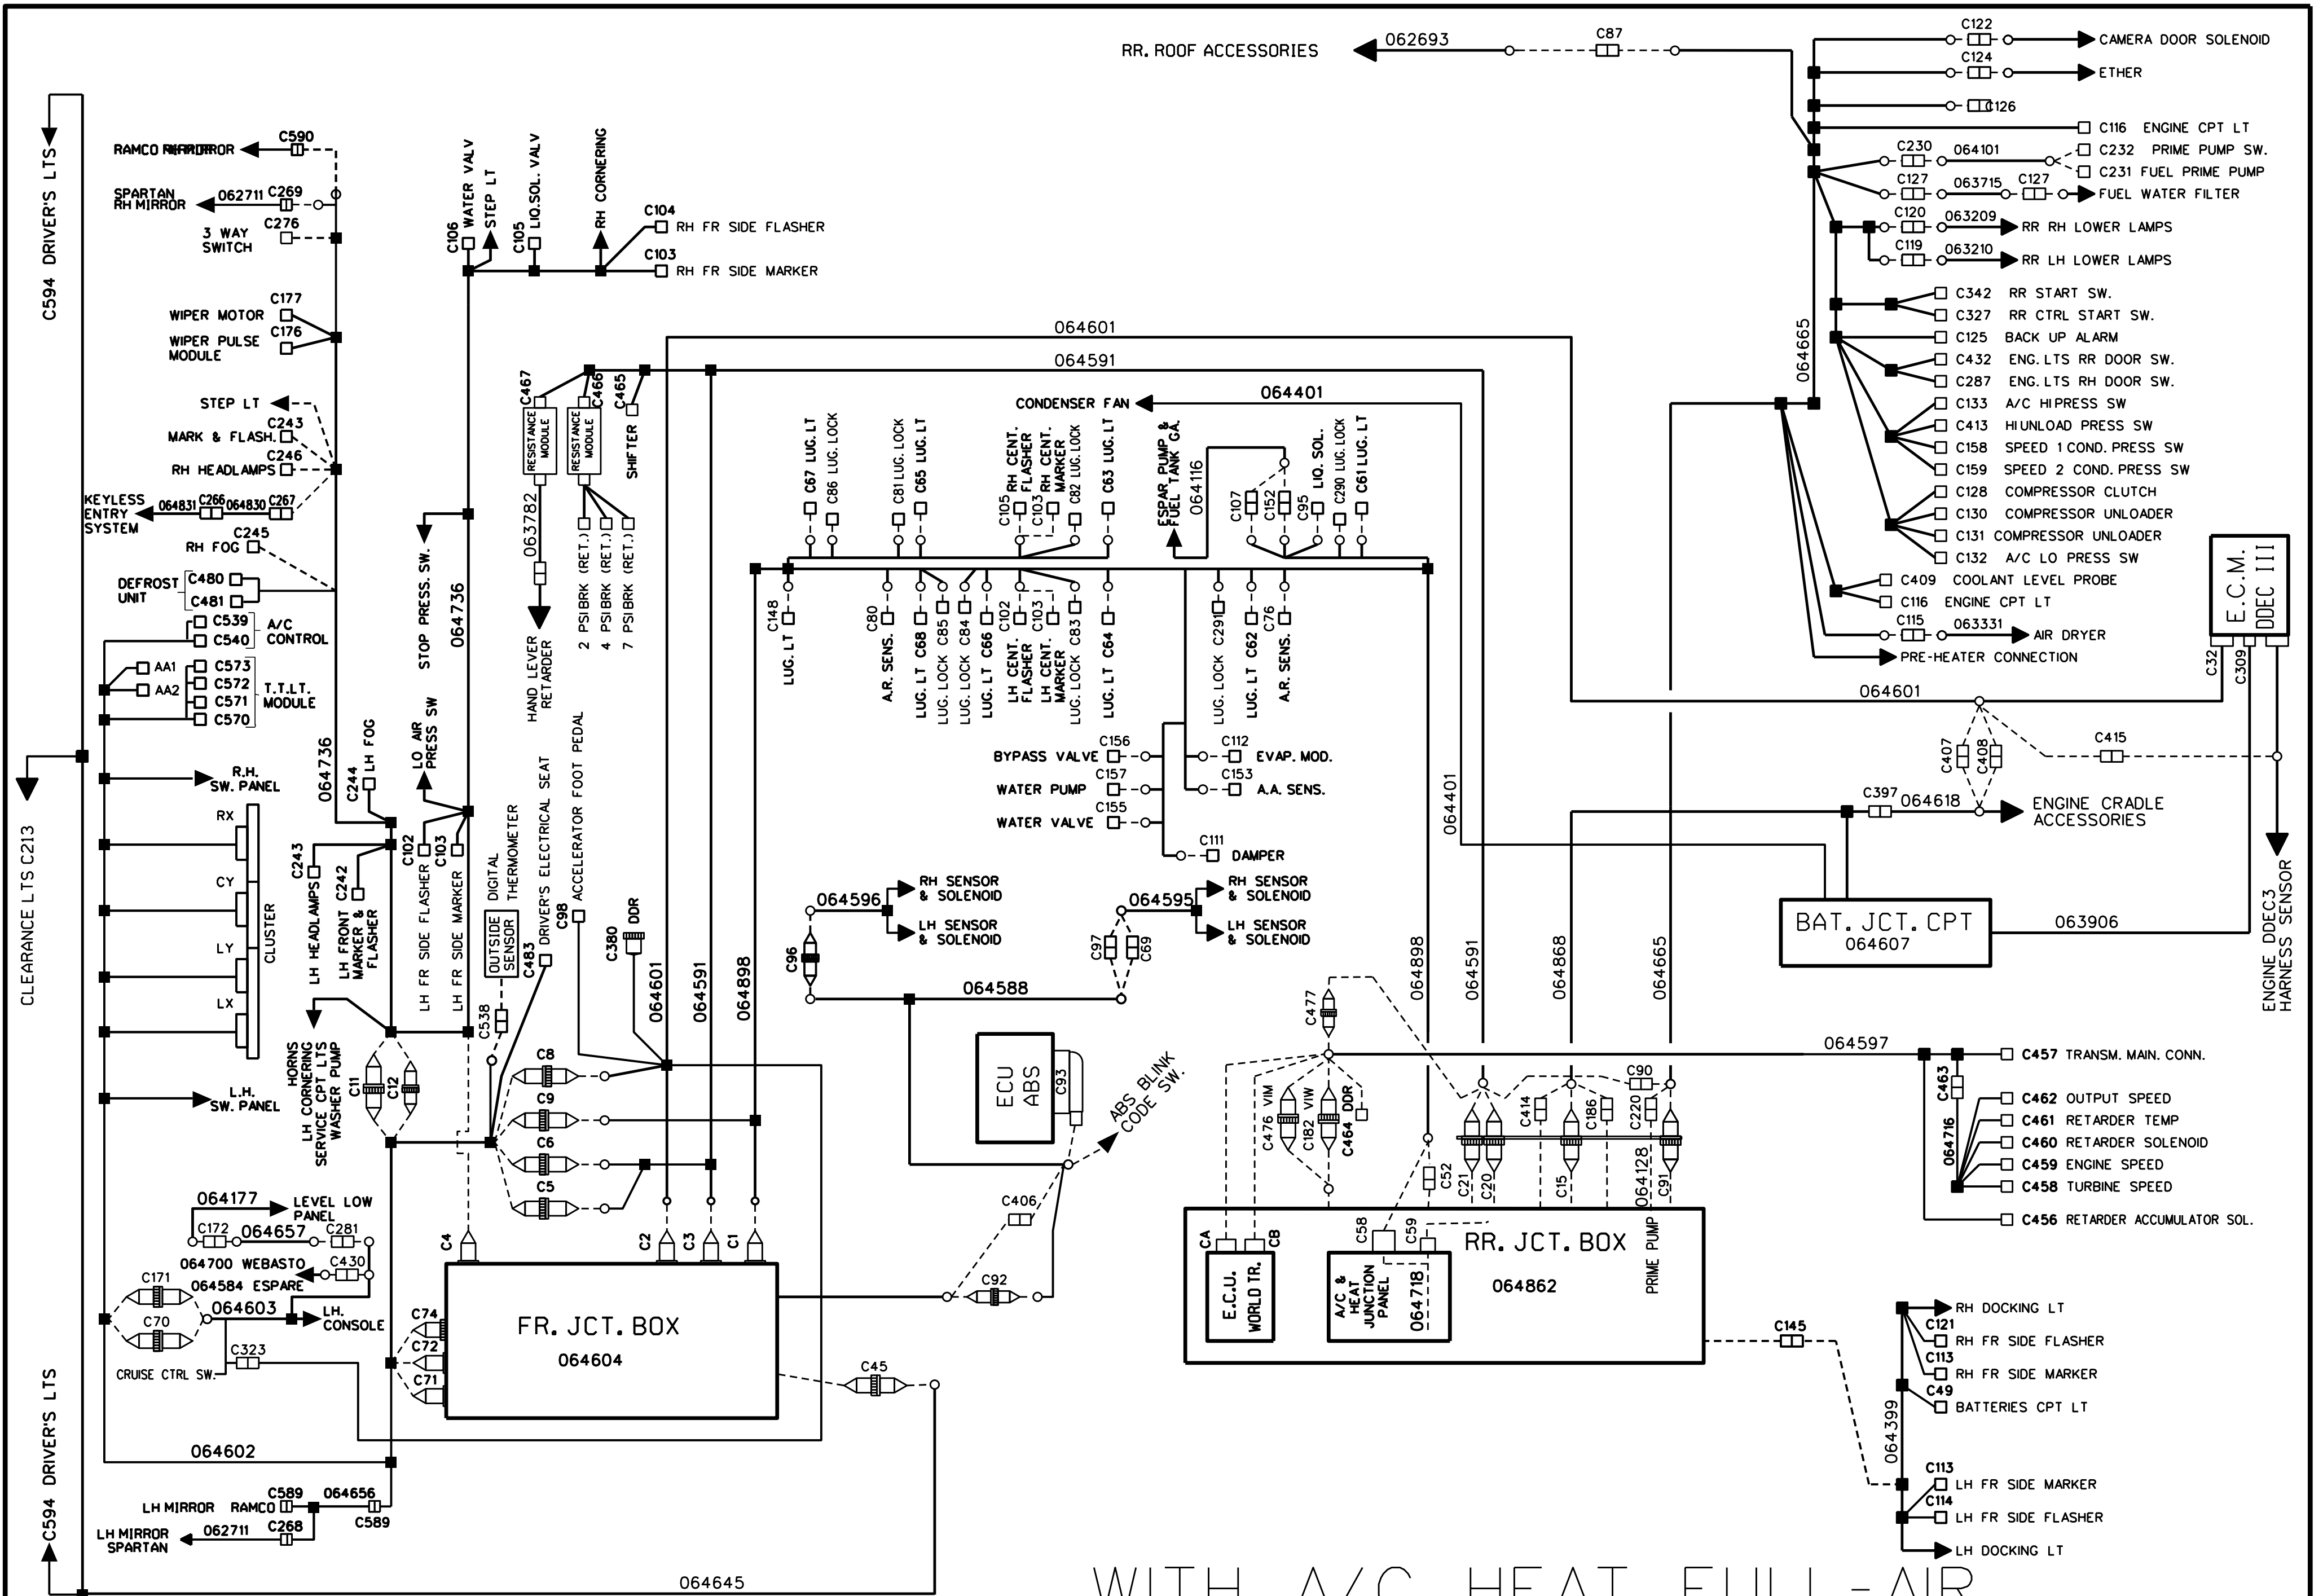 RR. ROOF ACCESSORIES
062693
C87
C122
CAMERA DOOR SOLENOID
C124
ETHER
C126
C116 ENGINE CPT LT
C230
064101
C232 PRIME PUMP SW.
C231 FUEL PRIME PUMP
C127
063715
C127
FUEL WATER FILTER
C120
063209
RR RH LOWER LAMPS
C119
063210
RR LH LOWER LAMPS
C342 RR START SW.
C327 RR CTRL START SW.
C125 BACK UP ALARM
C432 ENG. LTS RR DOOR SW.
C287 ENG. LTS RH DOOR SW.
C133 A/C HI PRESS SW
C413 HI UNLOAD PRESS SW
C158 SPEED 1 COND. PRESS SW
C159 SPEED 2 COND. PRESS SW
C128 COMPRESSOR CLUTCH
C130 COMPRESSOR UNLOADER
C131 COMPRESSOR UNLOADER
C132 A/C LO PRESS SW
C409 COOLANT LEVEL PROBE
C116 ENGINE CPT LT
C115
063331
AIR DRYER
PRE-HEATER CONNECTION
064665
E.C.M.
DDEC III
C32
C309
064601
C407
C408
C415
C397
064618
ENGINE CRADLE
ACCESSORIES
ENGINE DDEC3
HARNESS SENSOR
BAT. JCT. CPT
064607
063906
C594 DRIVER'S LTS
RAMCO
C590
SPARTAN
RH MIRROR
062711
C269
3 WAY
SWITCH
C276
C177
WIPER MOTOR
C176
WIPER PULSE
MODULE
STEP LT
C243
MARK & FLASH.
C246
RH HEADLAMPS
KEYLESS
ENTRY
SYSTEM
064831
C266
064830
C267
C245
RH FOG
DEFROST
UNIT
C480
C481
C539
C540
A/C
CONTROL
AA1
AA2
C573
C572
C571
C570
T.T.LT.
MODULE
R.H.
SW. PANEL
RX
CY
LY
LX
CLUSTER
L.H.
SW. PANEL
CLEARANCE LTS C213
C106 WATER VALV
STEP LT
C105 LIQ.SOL. VALV
RH CORNERING
C104
RH FR SIDE FLASHER
C103
RH FR SIDE MARKER
STOP PRESS. SW.
064736
LO AIR
PRESS SW
064736
C244 LH FOG
C243
LH HEADLAMPS
C242
LH FRONT
MARKER &
FLASHER
C102
LH FR SIDE FLASHER
C103
LH FR SIDE MARKER
HORNS
LH CORNERING
SERVICE CPT LTS
WASHER PUMP
C11
C12
C467
RESISTANCE
MODULE
C466
RESISTANCE
MODULE
C465
SHIFTER
063782
HAND LEVER
RETARDER
2 PSI BRK (RET.)
4 PSI BRK (RET.)
7 PSI BRK (RET.)
DIGITAL
THERMOMETER
OUTSIDE
SENSOR
C538
C483
DRIVER'S ELECTRICAL SEAT
C98
ACCELERATOR FOOT PEDAL
C380 DDR
064601
064591
064898
064601
064591
CONDENSER FAN
064401
C67 LUG. LT
C86 LUG. LOCK
C81 LUG. LOCK
C65 LUG. LT
C105
RH CENT.
FLASHER
C103
RH CENT.
MARKER
C82 LUG. LOCK
C63 LUG. LT
ESPAR PUMP &
FUEL TANK GA.
064116
C107
C152
C95
LIQ. SOL.
C290 LUG. LOCK
C61 LUG. LT
C148
LUG. LT
C80
A.R. SENS.
LUG. LT C68
LUG. LOCK C85
LUG. LOCK C84
LUG. LT C66
C102
LH CENT.
FLASHER
C103
LH CENT.
MARKER
LUG. LOCK C83
LUG. LT C64
LUG. LOCK C291
LUG. LT C62
C76
A.R. SENS.
C156
BYPASS VALVE
C157
WATER PUMP
C155
WATER VALVE
C112
EVAP. MOD.
C153
A.A. SENS.
C111
DAMPER
064596
RH SENSOR
& SOLENOID
LH SENSOR
& SOLENOID
C96
064595
RH SENSOR
& SOLENOID
LH SENSOR
& SOLENOID
C97
C69
064588
ECU
ABS
C93
ABS BLINK
CODE SW.
C406
C92
C8
C9
C6
C5
C4
C2
C3
C1
FR. JCT. BOX
064604
C74
C72
C71
C45
064401
064898
064591
064868
064665
C477
C476 VIM
C182 VIW
C464 DDR
C52
C21
C20
C414
C15
C186
C220
C90
C91
064128
PRIME PUMP
RR. JCT. BOX
064862
CA
CB
E.C.U.
WORLD TR.
C58
C59
A/C &
HEAT
JUNCTION
PANEL
064718
064597
C457 TRANSM. MAIN. CONN.
C463
064716
C462 OUTPUT SPEED
C461 RETARDER TEMP
C460 RETARDER SOLENOID
C459 ENGINE SPEED
C458 TURBINE SPEED
C456 RETARDER ACCUMULATOR SOL.
C145
064399
RH DOCKING LT
C121
RH FR SIDE FLASHER
C113
RH FR SIDE MARKER
C49
BATTERIES CPT LT
C113
LH FR SIDE MARKER
C114
LH FR SIDE FLASHER
LH DOCKING LT
064177
LEVEL LOW
PANEL
C172
064657
C281
064700 WEBASTO
C430
064584 ESPARE
C171
064603
C70
LH.
CONSOLE
C323
CRUISE CTRL SW.
064602
LH MIRROR RAMCO
C589
064656
C589
LH MIRROR
SPARTAN
062711
C268
C594 DRIVER'S LTS
064645
WITH A/C HEAT FULL-AIR